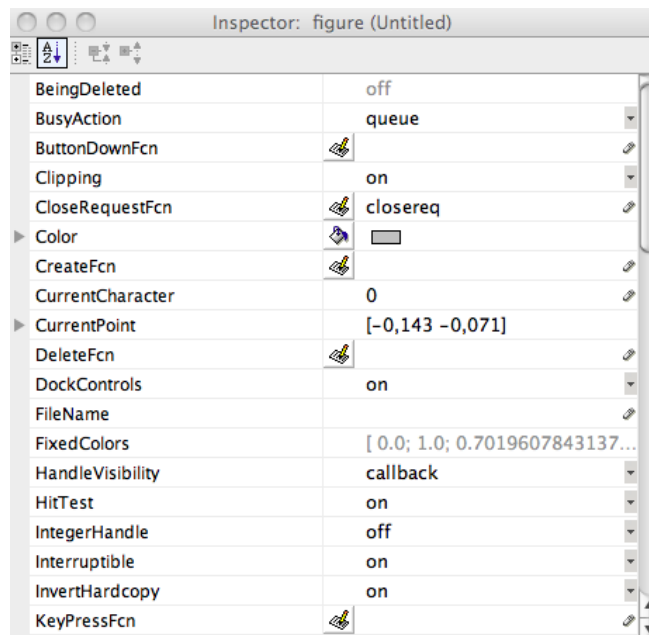 Inspector: figure (Untitled)
BeingDeleted off
BusyAction queue
ButtonDownFcn
Clipping on
CloseRequestFcn closereq
Color
CreateFcn
CurrentCharacter 0
CurrentPoint [-0,143 -0,071]
DeleteFcn
DockControls on
FileName
FixedColors [ 0.0; 1.0; 0.7019607843137...
HandleVisibility callback
HitTest on
IntegerHandle off
Interruptible on
InvertHardcopy on
KeyPressFcn